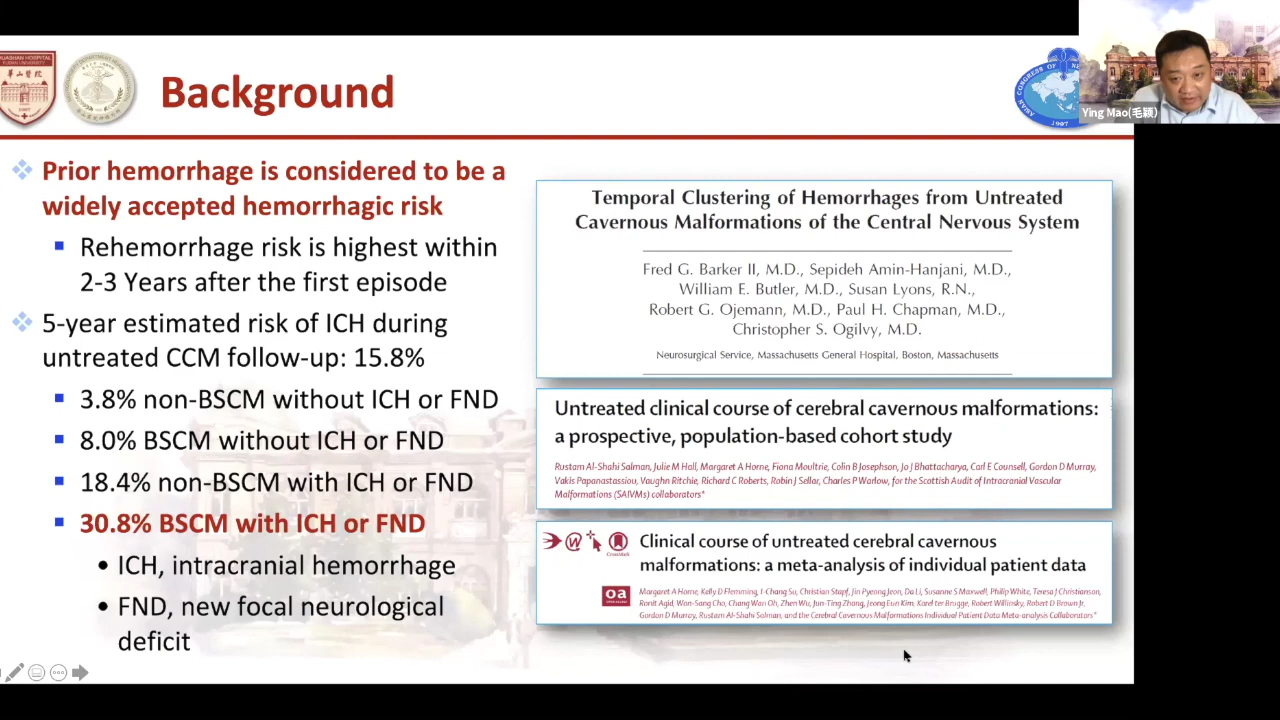 HUASHAN HOSPITAL
Background
Ying Mao(毛颖)
1907
Prior hemorrhage is considered to be a
widely accepted hemorrhagic risk
Rehemorrhage risk is highest within
2-3 Years after the first episode
5-year estimated risk of ICH during
untreated CCM follow-up: 15.8%
3.8% non-BSCM without ICH or FND
8.0% BSCM without ICH or FND
18.4% non-BSCM with ICH or FND
30.8% BSCM with ICH or FND
ICH, intracranial hemorrhage
FND, new focal neurological
deficit
Temporal Clustering of Hemorrhages from Untreated
Cavernous Malformations of the Central Nervous System
Fred G. Barker II, M.D., Sepideh Amin-Hanjani, M.D.,
William E. Butler, M.D., Susan Lyons, R.N.,
Robert G. Ojemann, M.D., Paul H. Chapman, M.D.,
Christopher S. Ogilvy, M.D.
Neurosurgical Service, Massachusetts General Hospital, Boston, Massachusetts
Untreated clinical course of cerebral cavernous malformations:
a prospective, population-based cohort study
Rustam Al-Shahi Salman, Julie M Hall, Margaret A Horne, Fiona Moultrie, Colin B Josephson, Jo J Bhattacharya, Carl E Counsell, Gordon D Murray,
Vakis Papanastassiou, Vaughn Ritchie, Richard C Roberts, Robin J Sellar, Charles P Warlow, for the Scottish Audit of Intracranial Vascular
Malformations (SAIVMs) collaborators*
Clinical course of untreated cerebral cavernous
malformations: a meta-analysis of individual patient data
oa
Margaret A Horne, Kelly D Flemming, I-Chang Su, Christian Stapf, Jin Pyeong Jeon, Da Li, Susanne S Maxwell, Philip White, Teresa J Christianson,
Ronit Agid, Won-Sang Cho, Chang Wan Oh, Zhen Wu, Jun-Ting Zhang, Jeong Eun Kim, Karel ter Brugge, Robert Willinsky, Robert D Brown Jr,
Gordon D Murray, Rustam Al-Shahi Salman, and the Cerebral Cavernous Malformations Individual Patient Data Meta-analysis Collaborators*